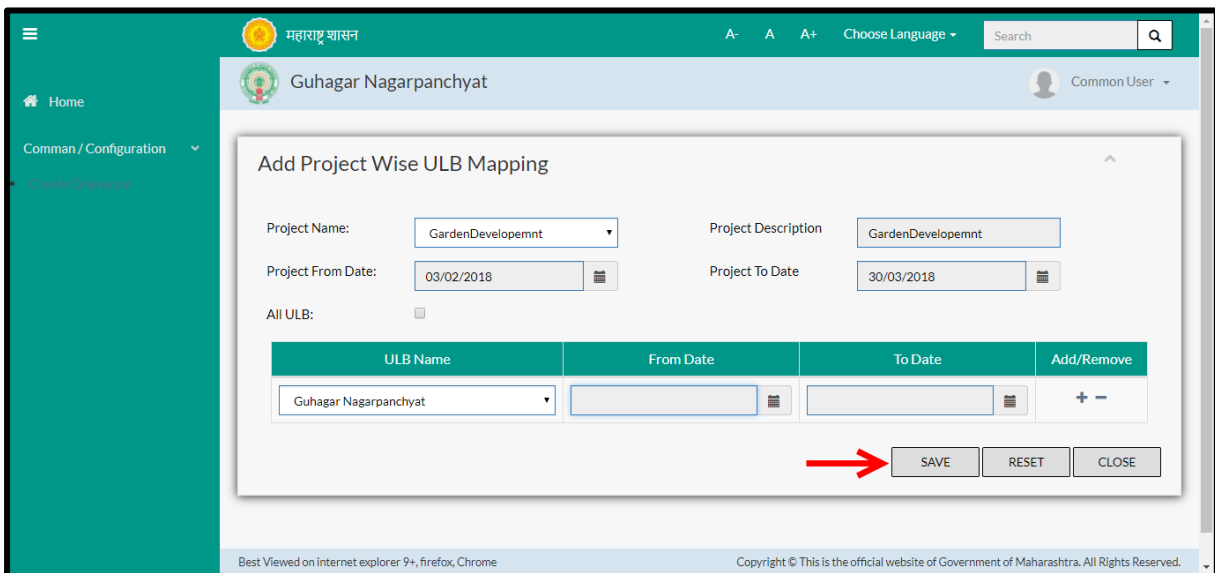 महाराष्ट्र शासन
A- A A+ Choose Language Search
Guhagar Nagarpanchyat
Common User
Home
Comman / Configuration
Create Grievance
Add Project Wise ULB Mapping
Project Name: GardenDevelopemnt Project Description GardenDevelopemnt
Project From Date: 03/02/2018 Project To Date 30/03/2018
All ULB:
ULB Name From Date To Date Add/Remove
Guhagar Nagarpanchyat
SAVE RESET CLOSE
Best Viewed on internet explorer 9+, firefox, Chrome Copyright © This is the official website of Government of Maharashtra. All Rights Reserved.